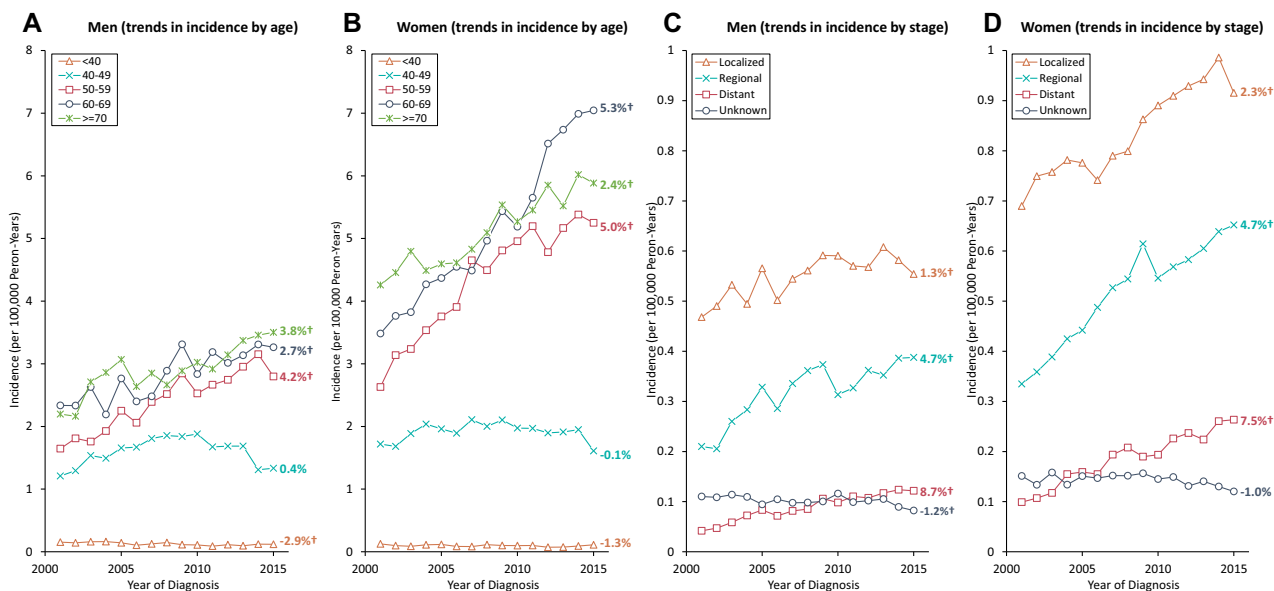 A Men (trends in incidence by age)
8
7
6
5
4
3
2
1
0
Incidence (per 100,000 Peron-Years)
<40
40-49
50-59
60-69
>=70
3.8%†
2.7%†
4.2%†
0.4%
-2.9%†
2000 2005 2010 2015
Year of Diagnosis
B Women (trends in incidence by age)
8
7
6
5
4
3
2
1
0
Incidence (per 100,000 Peron-Years)
<40
40-49
50-59
60-69
>=70
5.3%†
2.4%†
5.0%†
-0.1%
-1.3%
2000 2005 2010 2015
Year of Diagnosis
C Men (trends in incidence by stage)
1
0.9
0.8
0.7
0.6
0.5
0.4
0.3
0.2
0.1
0
Incidence (per 100,000 Peron-Years)
Localized
Regional
Distant
Unknown
1.3%†
4.7%†
8.7%†
-1.2%†
2000 2005 2010 2015
Year of Diagnosis
D Women (trends in incidence by stage)
1
0.9
0.8
0.7
0.6
0.5
0.4
0.3
0.2
0.1
0
Incidence (per 100,000 Peron-Years)
Localized
Regional
Distant
Unknown
2.3%†
4.7%†
7.5%†
-1.0%
2000 2005 2010 2015
Year of Diagnosis